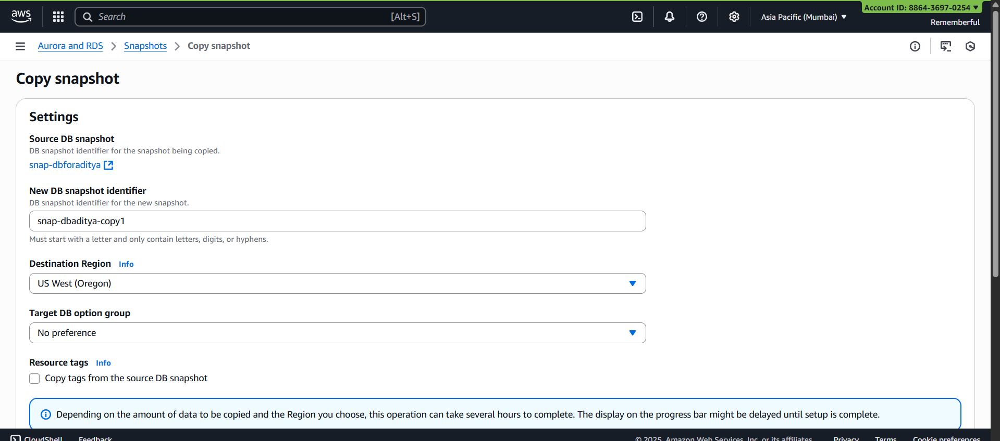 aws
Search [Alt+S]
Asia Pacific (Mumbai) ▼
Account ID: 8864-3697-0254 ▼
Rememberful
Aurora and RDS > Snapshots > Copy snapshot
Copy snapshot
Settings
Source DB snapshot
DB snapshot identifier for the snapshot being copied.
snap-dbforaditya
New DB snapshot identifier
DB snapshot identifier for the new snapshot.
snap-dbaditya-copy1
Must start with a letter and only contain letters, digits, or hyphens.
Destination Region Info
US West (Oregon)
Target DB option group
No preference
Resource tags Info
Copy tags from the source DB snapshot
Depending on the amount of data to be copied and the Region you choose, this operation can take several hours to complete. The display on the progress bar might be delayed until setup is complete.
CloudShell Feedback © 2025, Amazon Web Services, Inc. or its affiliates. Privacy Terms Cookie preferences